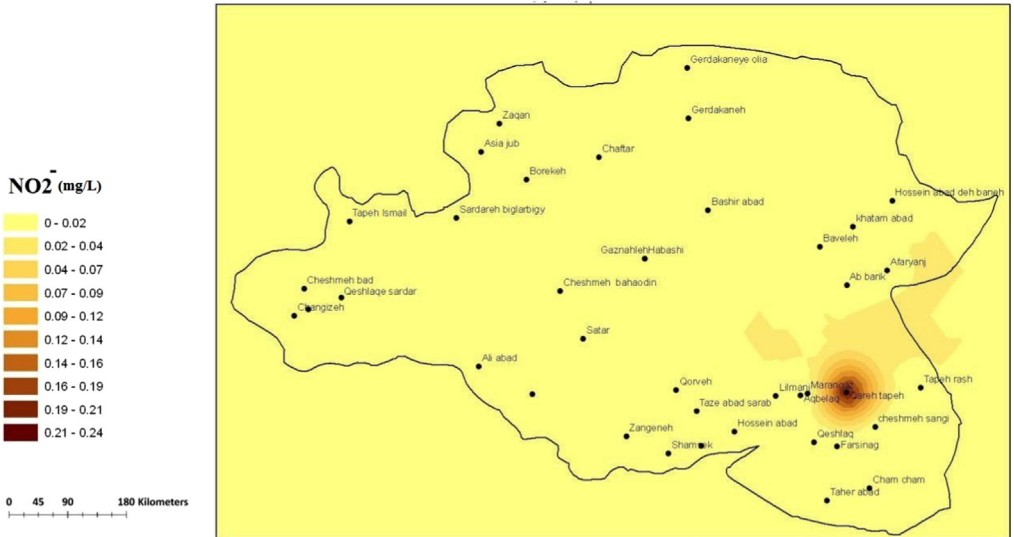 NO2⁻ (mg/L)
0 - 0.02
0.02 - 0.04
0.04 - 0.07
0.07 - 0.09
0.09 - 0.12
0.12 - 0.14
0.14 - 0.16
0.16 - 0.19
0.19 - 0.21
0.21 - 0.24
0 45 90 180 Kilometers
Gerdakaneye olia
Gerdakaneh
Zaqan
Asia jub
Chaftar
Borekeh
Hossein abad deh baneh
Tapeh Ismail
Sardareh biglarbigy
Bashir abad
khatam abad
Baveleh
GaznahlehHabashi
Afaryanj
Cheshmeh bad
Cheshmeh bahaodin
Ab barik
Qeshlaqe sardar
Changizeh
Satar
Ali abad
Qorveh
Lilmani
Tapeh rash
Aqbelaq
Qareh tapeh
Taze abad sarab
cheshmeh sangi
Hossein abad
Zangeneh
Qeshlaq
Farsinag
Cham cham
Taher abad